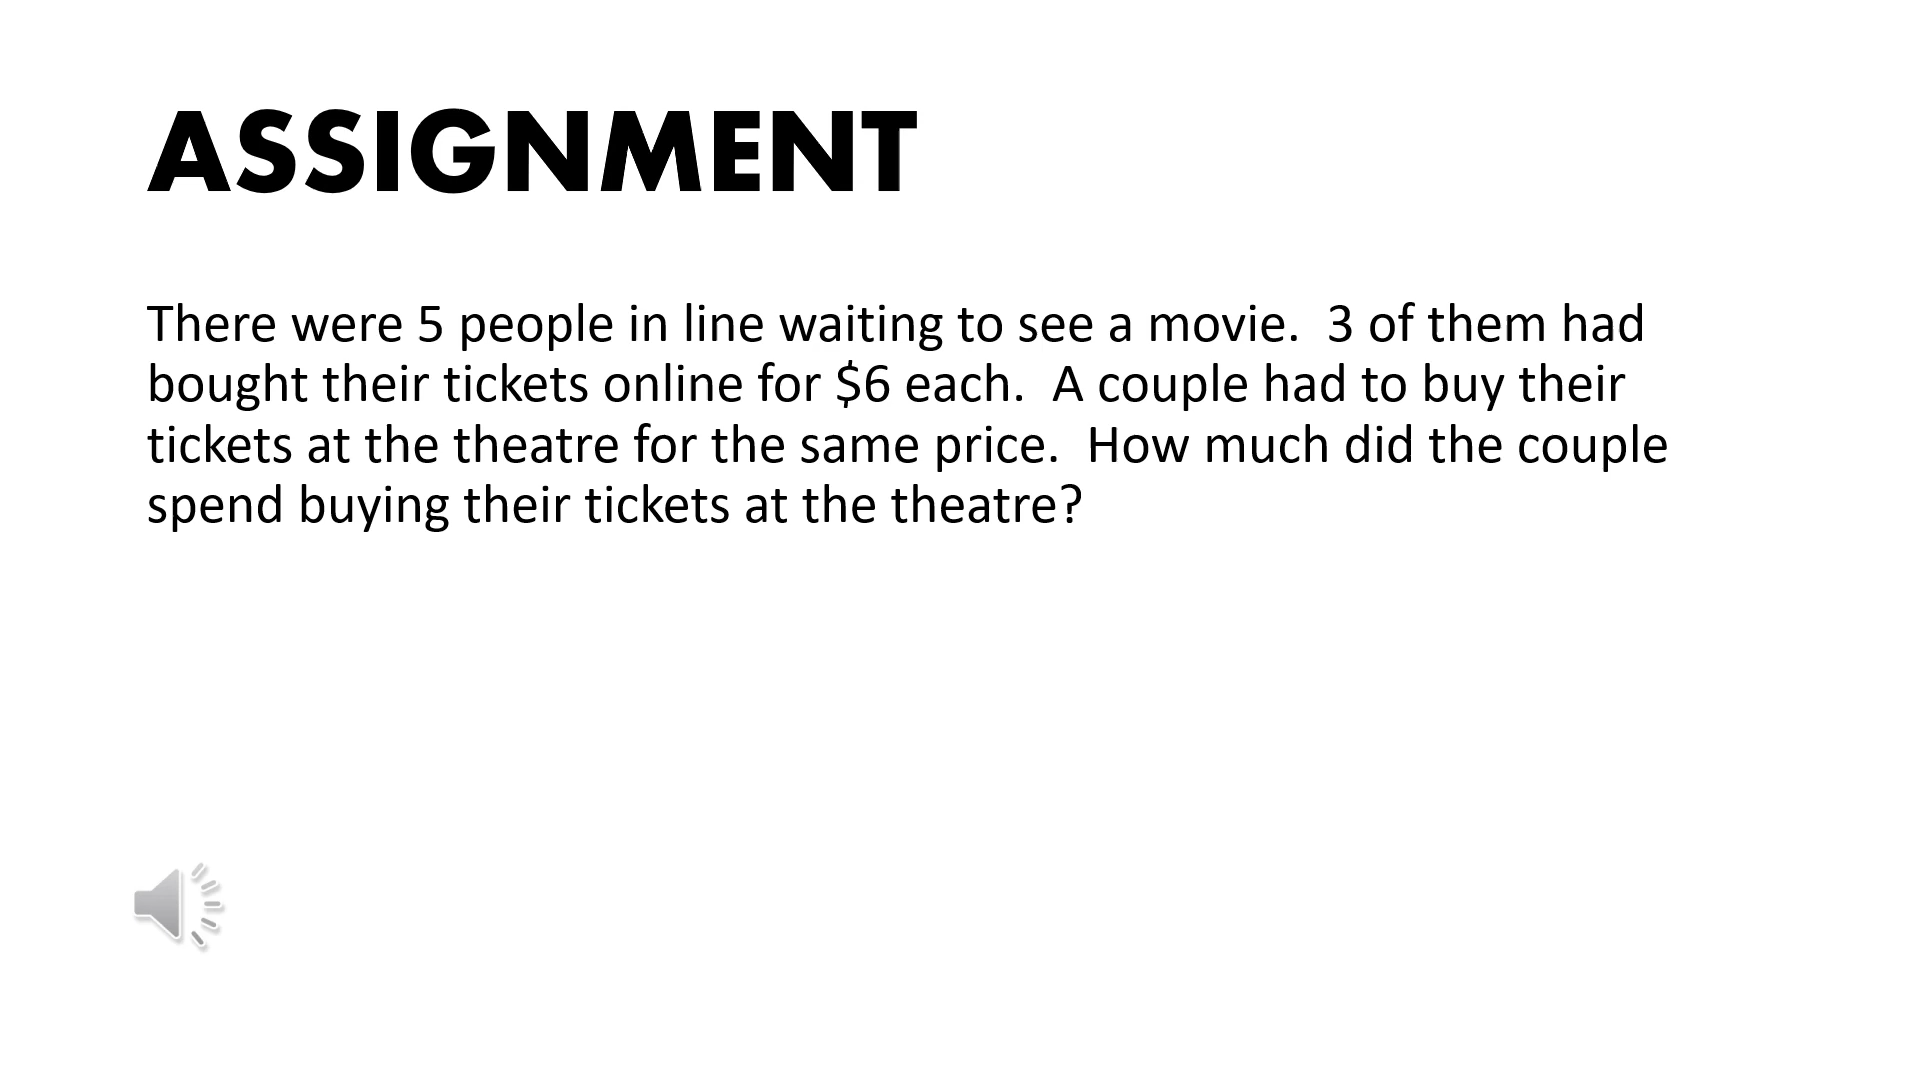 ASSIGNMENT
There were 5 people in line waiting to see a movie.  3 of them had
bought their tickets online for $6 each.  A couple had to buy their
tickets at the theatre for the same price.  How much did the couple
spend buying their tickets at the theatre?